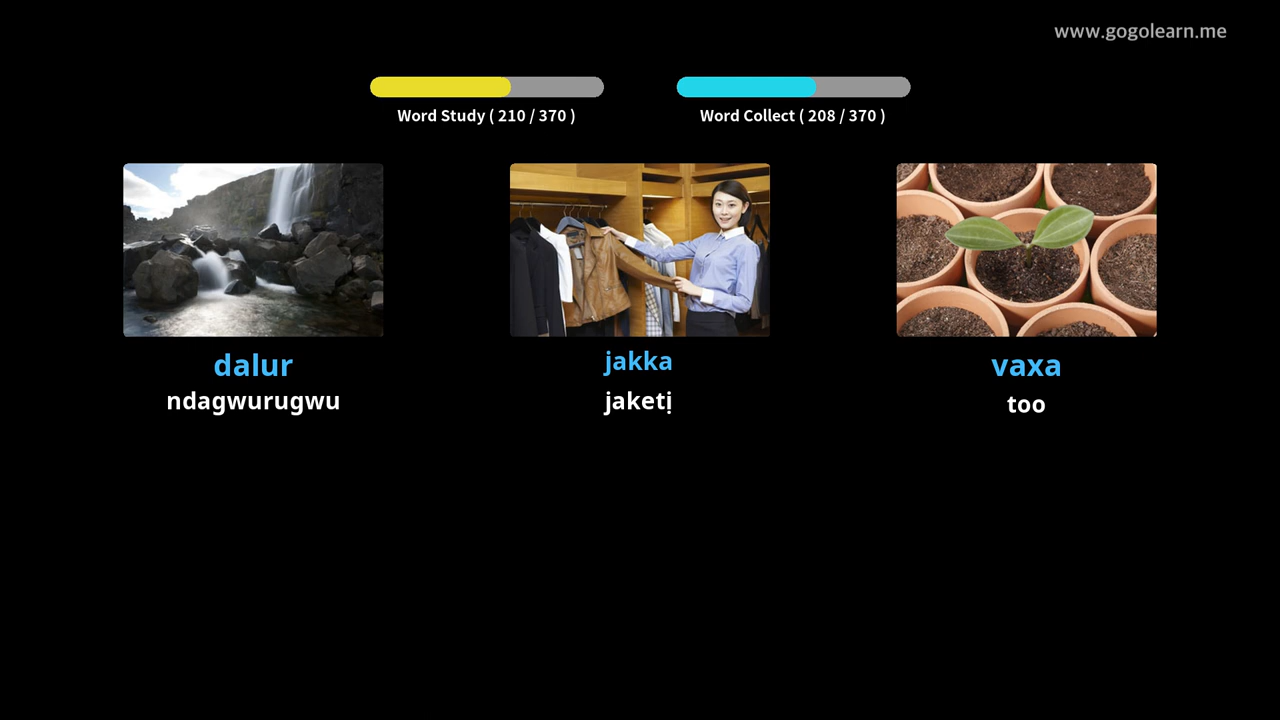 www.gogolearn.me
Word Study ( 210 / 370 )
Word Collect ( 208 / 370 )
dalur
ndagwurugwu
jakka
jaketị
vaxa
too